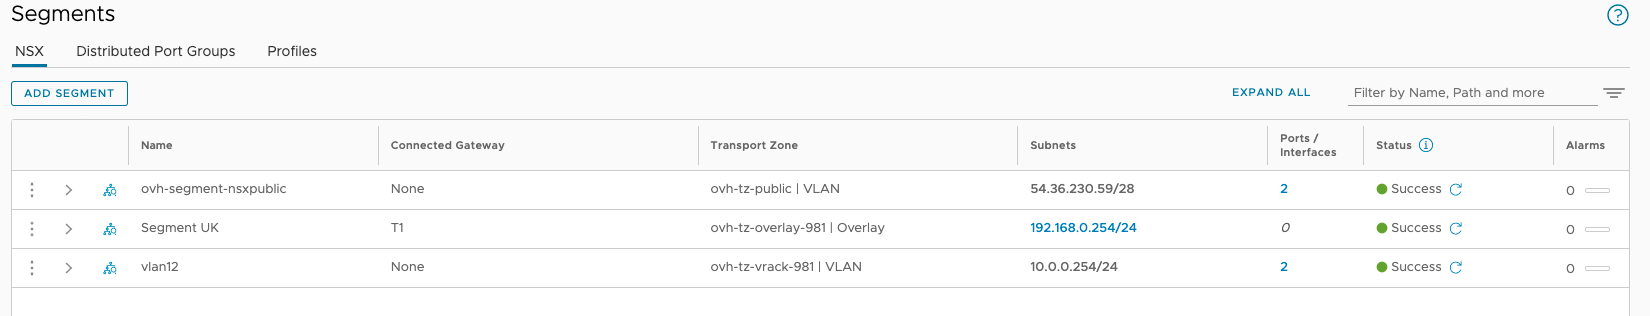 Segments
NSX Distributed Port Groups Profiles
ADD SEGMENT EXPAND ALL Filter by Name, Path and more
Name Connected Gateway Transport Zone Subnets Ports / Interfaces Status Alarms
ovh-segment-nsxpublic None ovh-tz-public | VLAN 54.36.230.59/28 2 Success 0
Segment UK T1 ovh-tz-overlay-981 | Overlay 192.168.0.254/24 0 Success 0
vlan12 None ovh-tz-vrack-981 | VLAN 10.0.0.254/24 2 Success 0